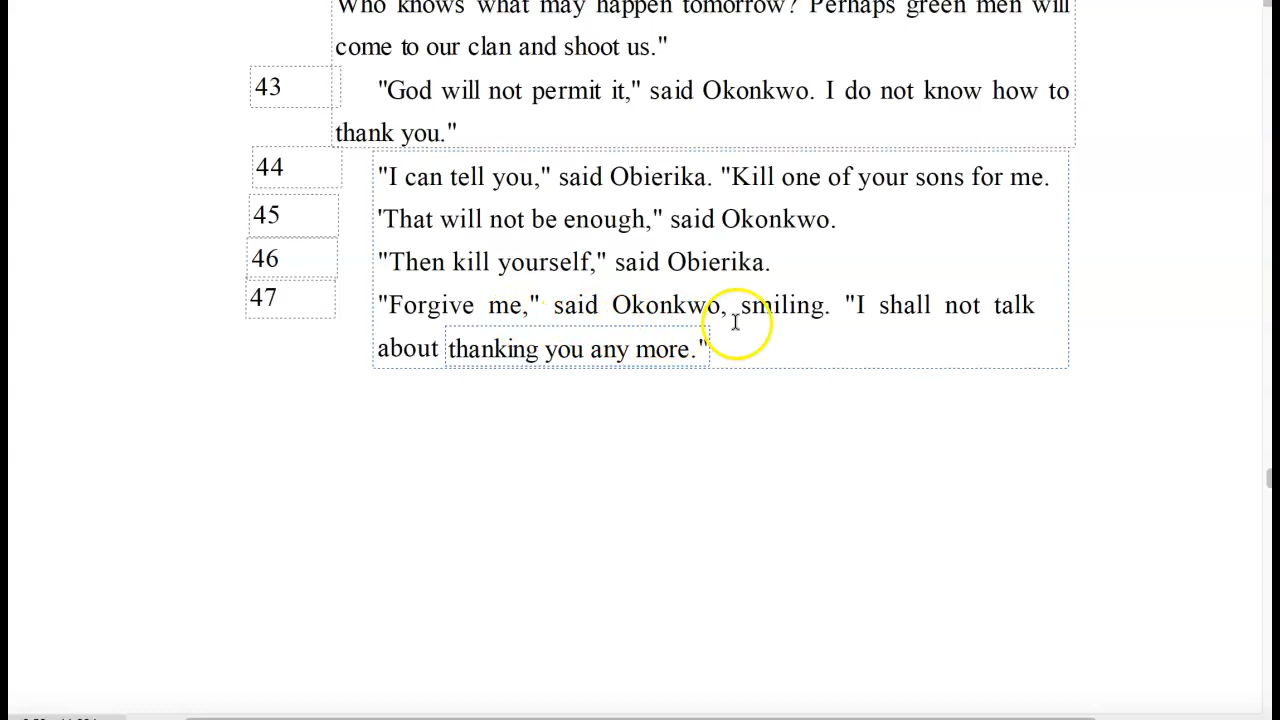 Who knows what may happen tomorrow? Perhaps green men will
come to our clan and shoot us."
43 "God will not permit it," said Okonkwo. I do not know how to
thank you."
44 "I can tell you," said Obierika. "Kill one of your sons for me.
45 'That will not be enough," said Okonkwo.
46 "Then kill yourself," said Obierika.
47 "Forgive me," said Okonkwo, smiling. "I shall not talk
about thanking you any more."